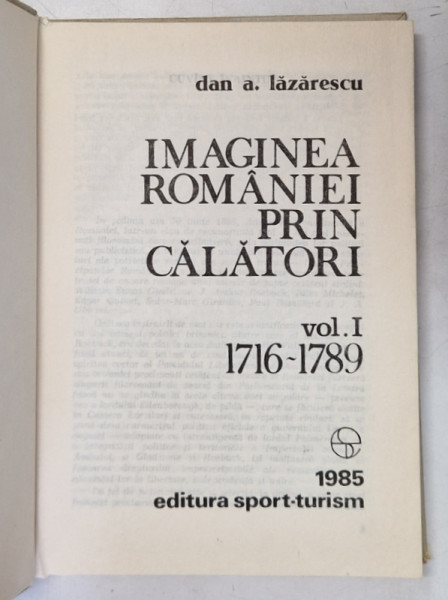 dan a. lăzărescu
IMAGINEA
ROMÂNIEI
PRIN
CĂLĂTORI
vol. I
1716-1789
1985
editura sport-turism